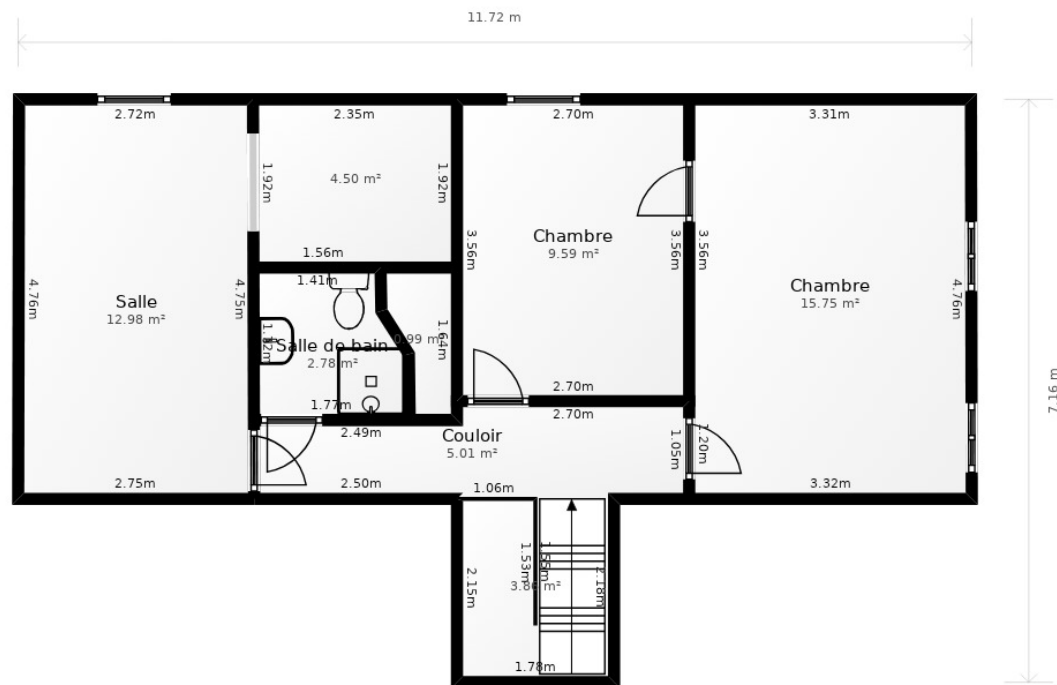 11.72 m
2.72m
2.35m
2.70m
3.31m
1.92m
4.50 m²
1.92m
Chambre
9.59 m²
3.56m
3.56m
3.56m
1.56m
1.41m
4.76m
Salle
12.98 m²
4.75m
Chambre
15.75 m²
4.76m
Salle de bain
2.78 m²
0.99 m²
1.64m
7.16 m
1.77m
2.70m
2.49m
2.70m
Couloir
5.01 m²
1.05m
1.20m
2.75m
2.50m
1.06m
3.32m
2.15m
1.53m
2.18m
1.78m